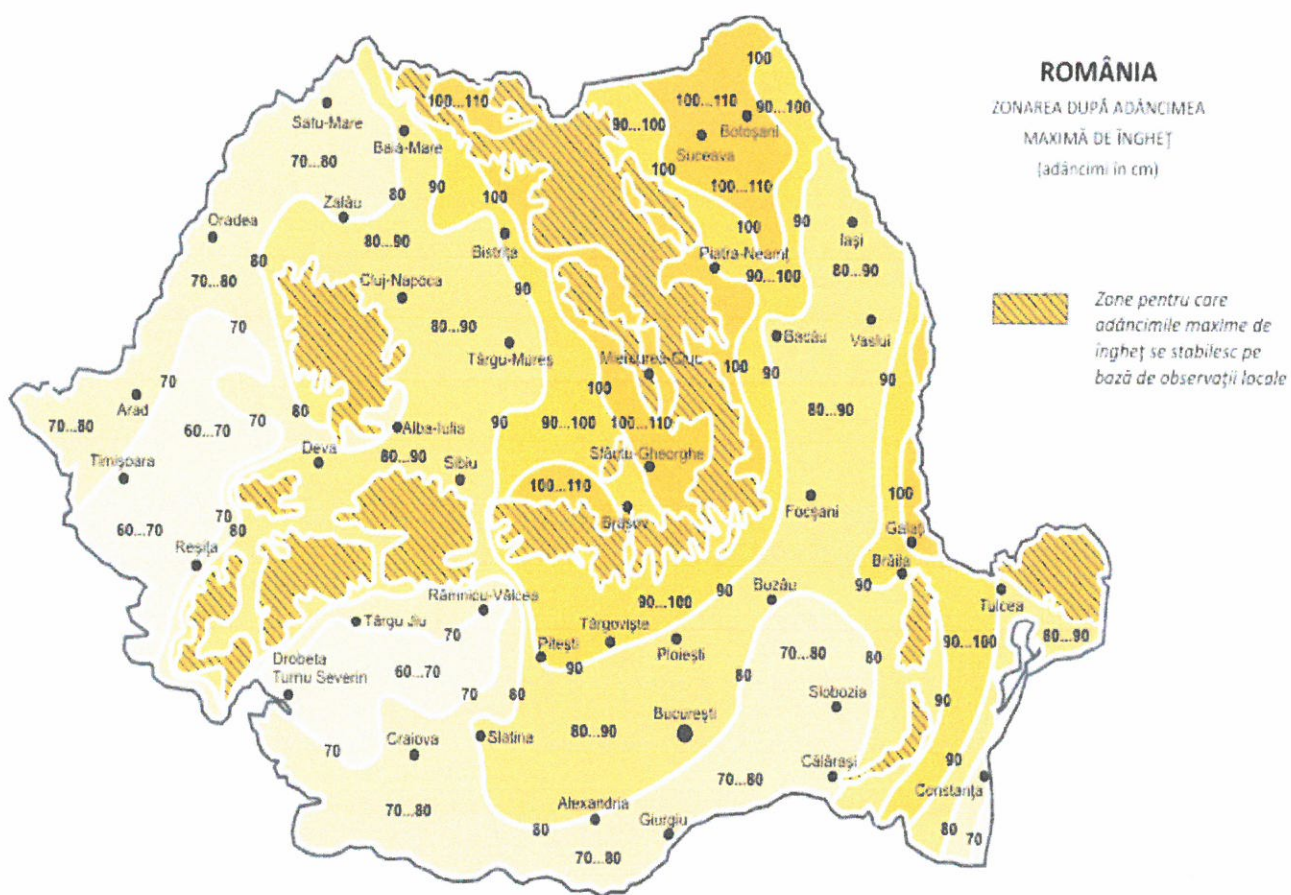 ROMÂNIA
ZONAREA DUPĂ ADÂNCIMEA
MAXIMĂ DE ÎNGHEȚ
(adâncimi în cm)
Zone pentru care
adâncimile maxime de
îngheț se stabilesc pe
bază de observații locale
100
100...110
100...110
90...100
90...100
Satu-Mare
Baia-Mare
Botoșani
Suceava
70...80
80
90
100
100
100...110
Zalău
Oradea
80...90
Bistrița
100
90
Iași
80
Piatra-Neamț
70...80
90
90...100
80...90
Cluj-Napoca
70
80...90
Târgu-Mureș
Bacău
Vaslui
90
90
Miercurea-Ciuc
100
70
100
Arad
70...80
60...70
70
80
Alba-Iulia
90
90...100
100...110
80...90
Deva
80...90
Sibiu
Sfântu-Gheorghe
Timișoara
100...110
100
Focșani
Brașov
70
80
60...70
Reșița
Galați
Brăila
90
Buzău
90
Tulcea
Râmnicu-Vâlcea
90...100
Târgu Jiu
70
Târgoviște
Ploiești
Pitești
90
90...100
80...90
70...80
80
Drobeta
Turnu Severin
60...70
70
80
80
Slobozia
90
București
Slatina
80...90
70
Craiova
90
Călărași
70...80
Constanța
70...80
Alexandria
80
Giurgiu
80
70
70...80